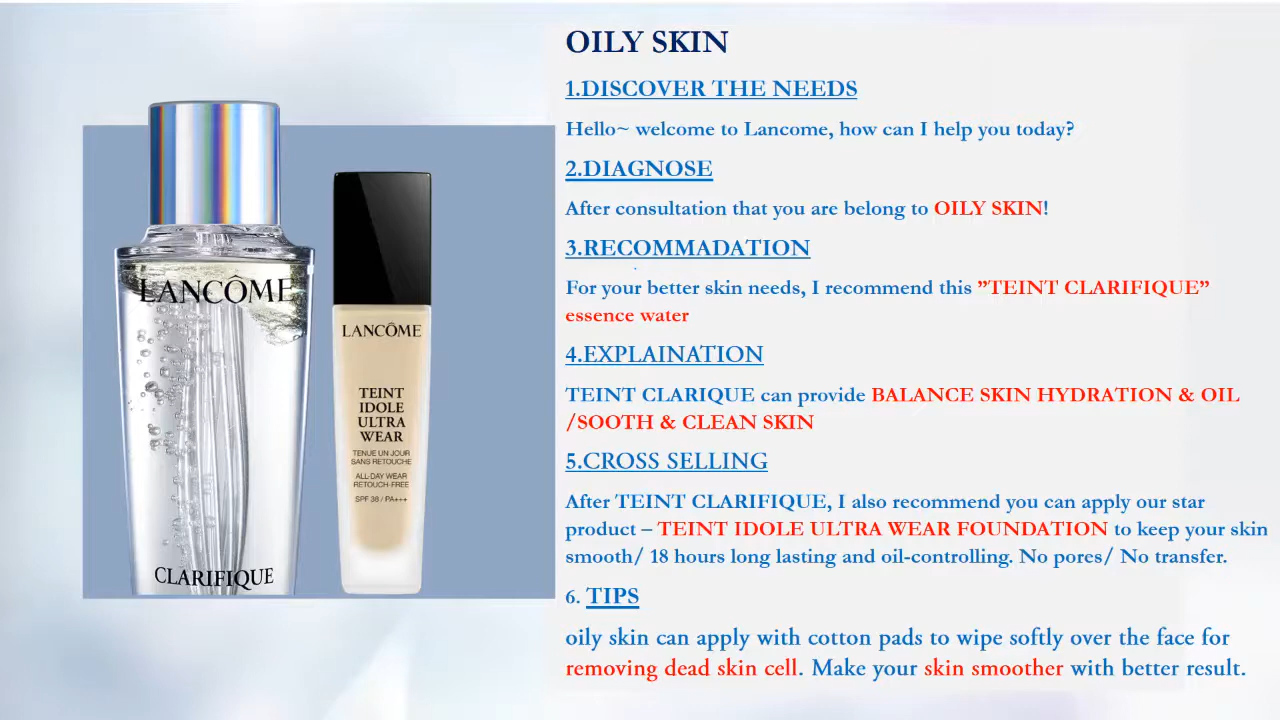 OILY SKIN
1.DISCOVER THE NEEDS
Hello~ welcome to Lancome, how can I help you today?
2.DIAGNOSE
After consultation that you are belong to OILY SKIN!
3.RECOMMADATION
For your better skin needs, I recommend this ”TEINT CLARIFIQUE”
essence water
4.EXPLAINATION
TEINT CLARIQUE can provide BALANCE SKIN HYDRATION & OIL
/SOOTH & CLEAN SKIN
5.CROSS SELLING
After TEINT CLARIFIQUE, I also recommend you can apply our star
product – TEINT IDOLE ULTRA WEAR FOUNDATION to keep your skin
smooth/ 18 hours long lasting and oil-controlling. No pores/ No transfer.
6. TIPS
oily skin can apply with cotton pads to wipe softly over the face for
removing dead skin cell. Make your skin smoother with better result.
LANCÔME
CLARIFIQUE
LANCÔME
TEINT
IDOLE
ULTRA
WEAR
TENUE UN JOUR
SANS RETOUCHE
ALL-DAY WEAR
RETOUCH-FREE
SPF 38 / PA+++